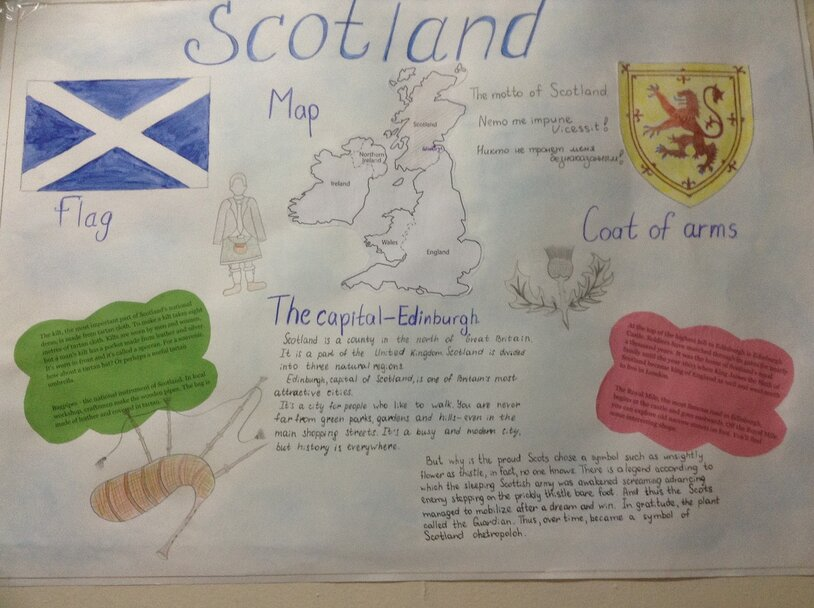 Scotland
Flag
Map
Scotland
Northern
Ireland
Ireland
Wales
England
The motto of Scotland
Nemo me impune
Vicessit!
Никто не тронет меня
безнаказанным!
Coat of arms
The capital-Edinburgh
Scotland is a county in the north of Great Britain.
It is a part of the United Kingdom. Scotland is divided
into three natural regions.
Edinburgh, capital of Scotland, is one of Britain's most
attractive cities.
It's a city for people who like to walk. You are never
far from green parks, gardens and hills-even in the
main shopping streets. It's a busy and modern city,
but history is everywhere.
The kilt, the most important part of Scotland's national
dress, is made from tartan cloth. To make a kilt takes eight
metres of tartan cloth. Kilts are worn by men and women,
but a man's kilt has a pocket made from leather and silver
It's worn in front and it's called a sporran. For a souvenir,
how about a tartan hat? Or perhaps a useful tartan
umbrella.
Bagpipes - the national instrument of Scotland. In local
workshop, craftsmen make the wooden pipes. The bag is
made of leather and covered in tartan.
At the top of the highest hill in Edinburgh is Edinburgh
Castle. Soldiers have marched through its gates for nearly
a thousand years. It was the home of Scotland's royal
family until the year 1603 when King James the Sixth of
Scotland became king of England as well and went south
to live in London.
The Royal Mile, the most famous road in Edinburgh,
begins at the castle and goes eastwards. Off the Royal Mile
you can explore old narrow streets on foot. You'll find
some interesting shops.
But why is the proud Scots chose a symbol such as unsightly
flower as thistle, in fact, no one knows. There is a legend according to
which the sleeping Scottish army was awakened screaming advancing
enemy stepping on the prickly thistle bare foot. And thus the Scots
managed to mobilize after a dream and win. In gratitude, the plant
called the Guardian. Thus, over time, became a symbol of
Scotland chetropoloh.